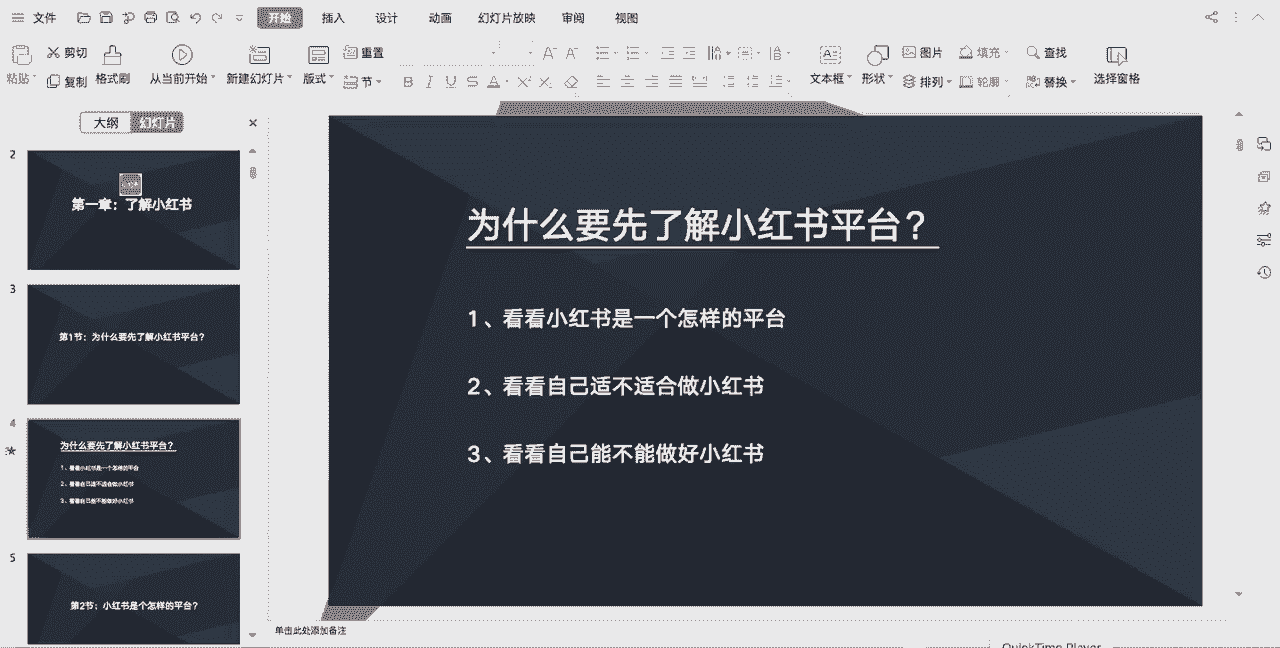 文件 开始 插入 设计 动画 幻灯片放映 审阅 视图
剪切 重置 图片 填充 查找
粘贴 复制 格式刷 从当前开始 新建幻灯片 版式 节 文本框 形状 排列 轮廓 替换 选择窗格
B I U S A X² X₂
大纲 幻灯片
2
第一章：了解小红书
3
第1节：为什么要先了解小红书平台？
4
为什么要先了解小红书平台？
1、看看小红书是一个怎样的平台
2、看看自己适不适合做小红书
3、看看自己能不能做好小红书
5
第2节：小红书是个怎样的平台？
为什么要先了解小红书平台？
1、看看小红书是一个怎样的平台
2、看看自己适不适合做小红书
3、看看自己能不能做好小红书
单击此处添加备注
QuickTime Player